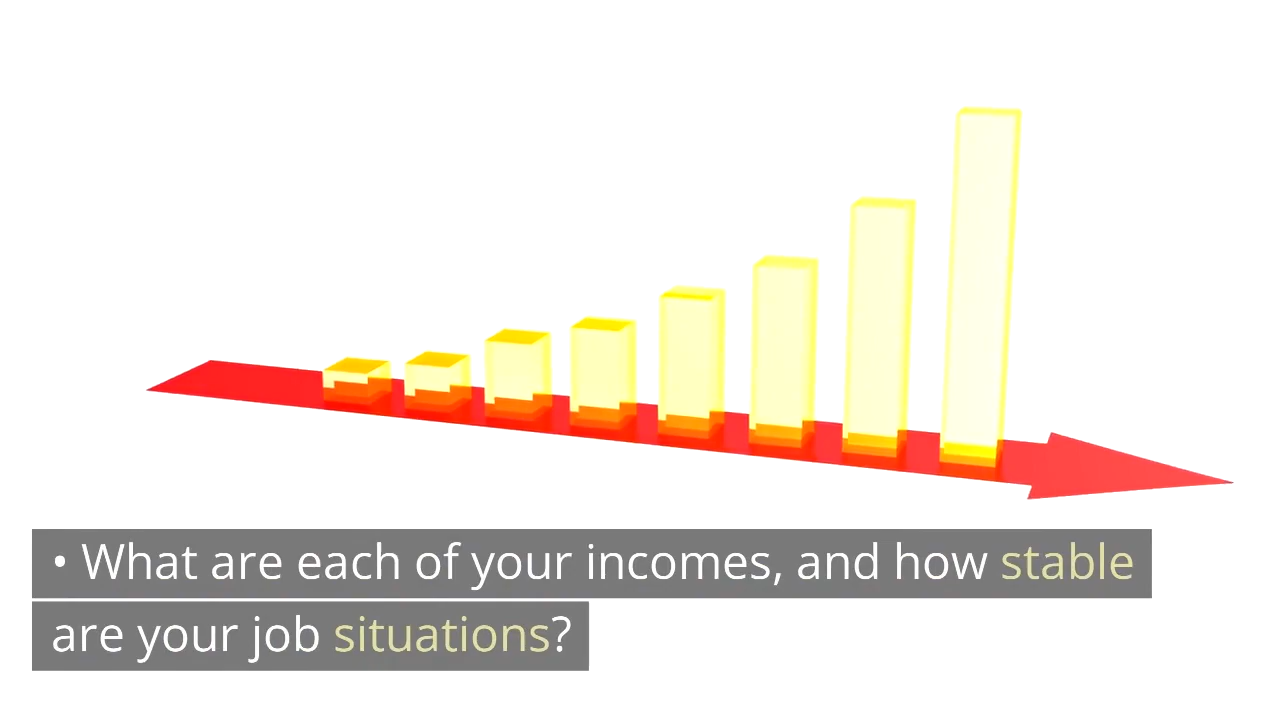 • What are each of your incomes, and how stable
are your job situations?